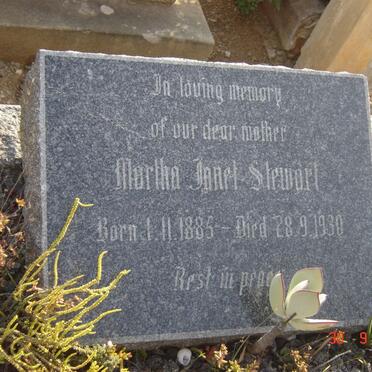 In loving memory
of our dear mother
Martha Janet Stewart
Born 1.11.1885 – Died 28.9.1930
Rest in peace